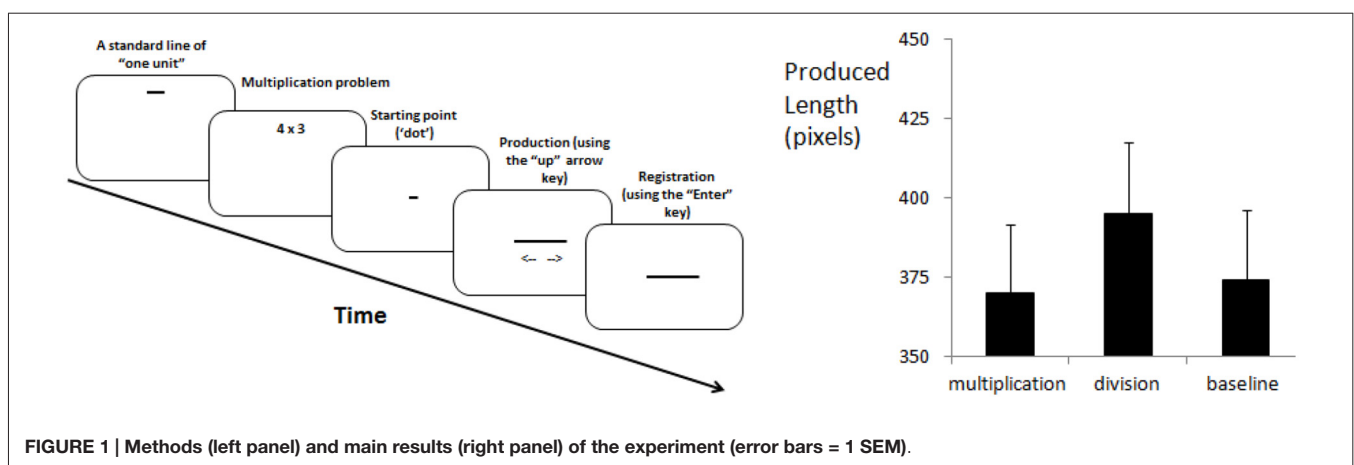 A standard line of
“one unit”
Multiplication problem
4 x 3
Starting point
(‘dot’)
Production (using
the “up” arrow
key)
<-- -->
Registration
(using the “Enter”
key)
Time
Produced
Length
(pixels)
450
425
400
375
350
multiplication division baseline
FIGURE 1 | Methods (left panel) and main results (right panel) of the experiment (error bars = 1 SEM).